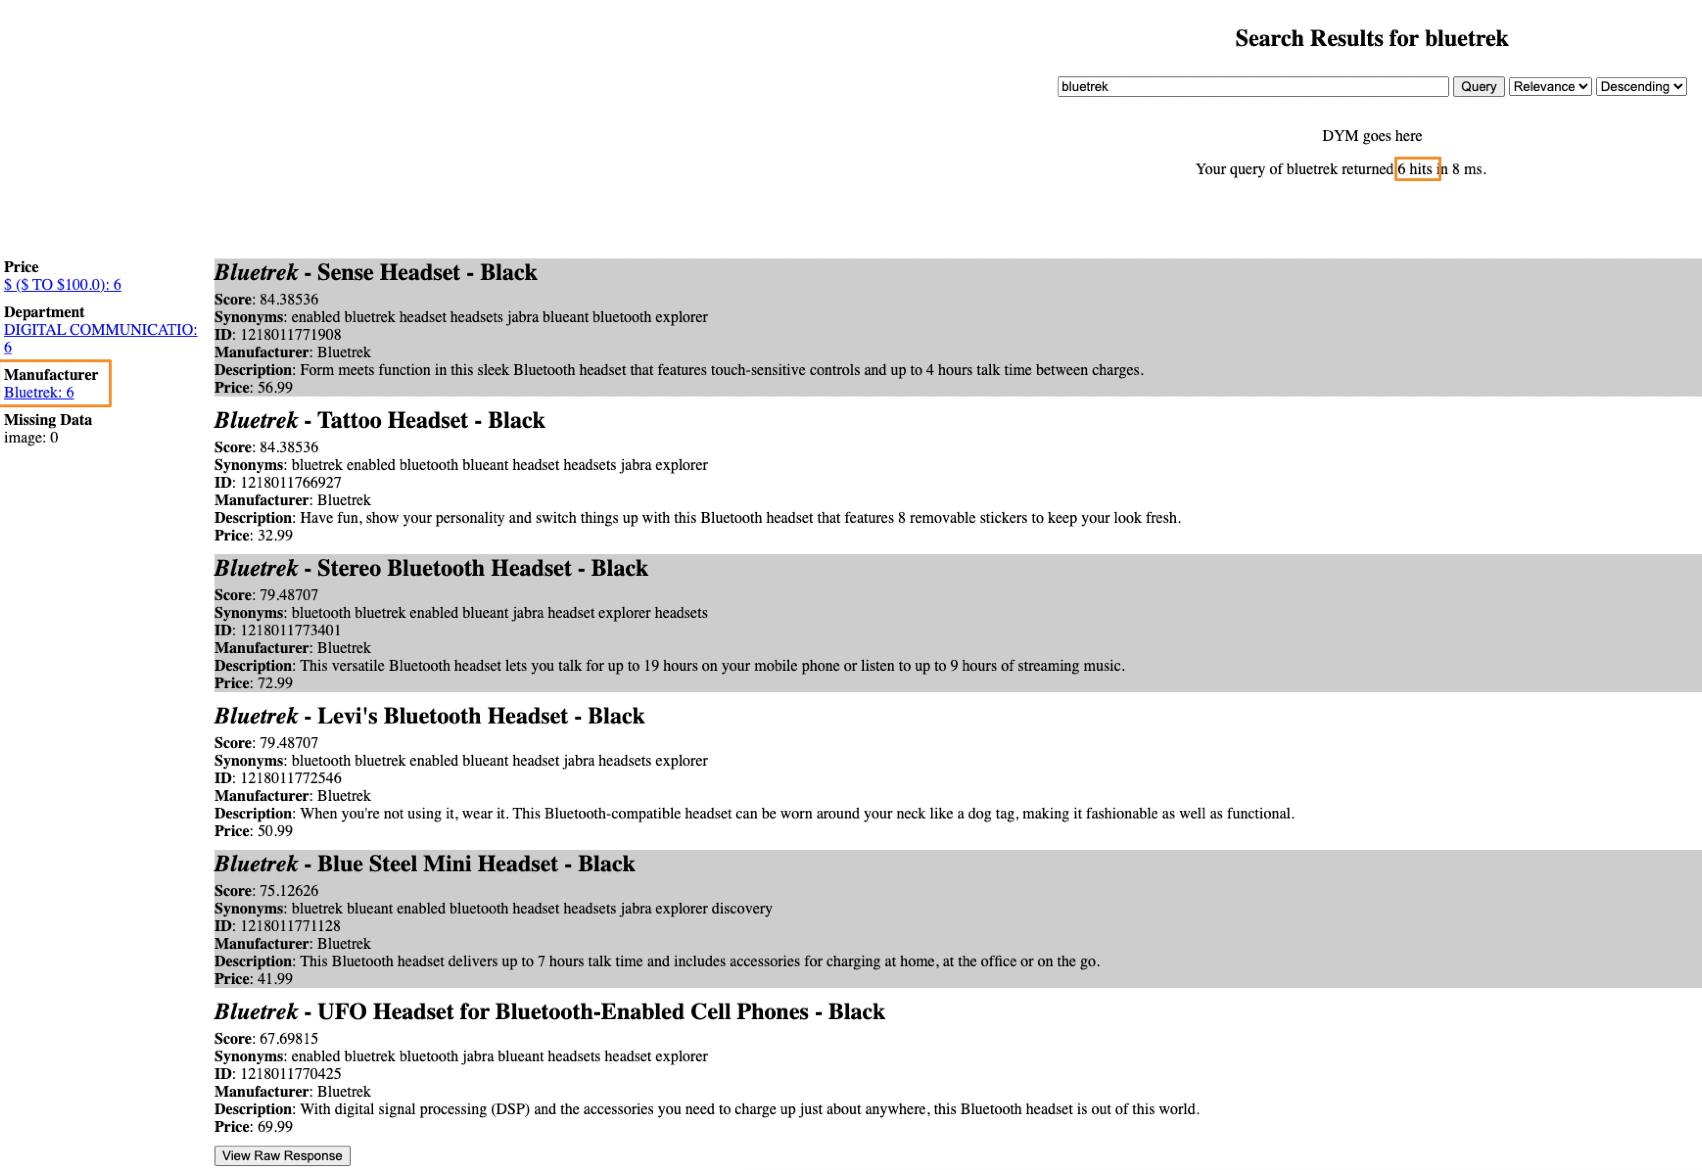 Search Results for bluetrek
bluetrek Query Relevance Descending
DYM goes here
Your query of bluetrek returned 6 hits in 8 ms.
Price
$ ($ TO $100.0): 6
Department
DIGITAL COMMUNICATIO:
6
Manufacturer
Bluetrek: 6
Missing Data
image: 0
Bluetrek - Sense Headset - Black
Score: 84.38536
Synonyms: enabled bluetrek headset headsets jabra blueant bluetooth explorer
ID: 1218011771908
Manufacturer: Bluetrek
Description: Form meets function in this sleek Bluetooth headset that features touch-sensitive controls and up to 4 hours talk time between charges.
Price: 56.99
Bluetrek - Tattoo Headset - Black
Score: 84.38536
Synonyms: bluetrek enabled bluetooth blueant headset headsets jabra explorer
ID: 1218011766927
Manufacturer: Bluetrek
Description: Have fun, show your personality and switch things up with this Bluetooth headset that features 8 removable stickers to keep your look fresh.
Price: 32.99
Bluetrek - Stereo Bluetooth Headset - Black
Score: 79.48707
Synonyms: bluetooth bluetrek enabled blueant jabra headset explorer headsets
ID: 1218011773401
Manufacturer: Bluetrek
Description: This versatile Bluetooth headset lets you talk for up to 19 hours on your mobile phone or listen to up to 9 hours of streaming music.
Price: 72.99
Bluetrek - Levi's Bluetooth Headset - Black
Score: 79.48707
Synonyms: bluetooth bluetrek enabled blueant headset jabra headsets explorer
ID: 1218011772546
Manufacturer: Bluetrek
Description: When you're not using it, wear it. This Bluetooth-compatible headset can be worn around your neck like a dog tag, making it fashionable as well as functional.
Price: 50.99
Bluetrek - Blue Steel Mini Headset - Black
Score: 75.12626
Synonyms: bluetrek blueant enabled bluetooth headset headsets jabra explorer discovery
ID: 1218011771128
Manufacturer: Bluetrek
Description: This Bluetooth headset delivers up to 7 hours talk time and includes accessories for charging at home, at the office or on the go.
Price: 41.99
Bluetrek - UFO Headset for Bluetooth-Enabled Cell Phones - Black
Score: 67.69815
Synonyms: enabled bluetrek bluetooth jabra blueant headsets headset explorer
ID: 1218011770425
Manufacturer: Bluetrek
Description: With digital signal processing (DSP) and the accessories you need to charge up just about anywhere, this Bluetooth headset is out of this world.
Price: 69.99
View Raw Response